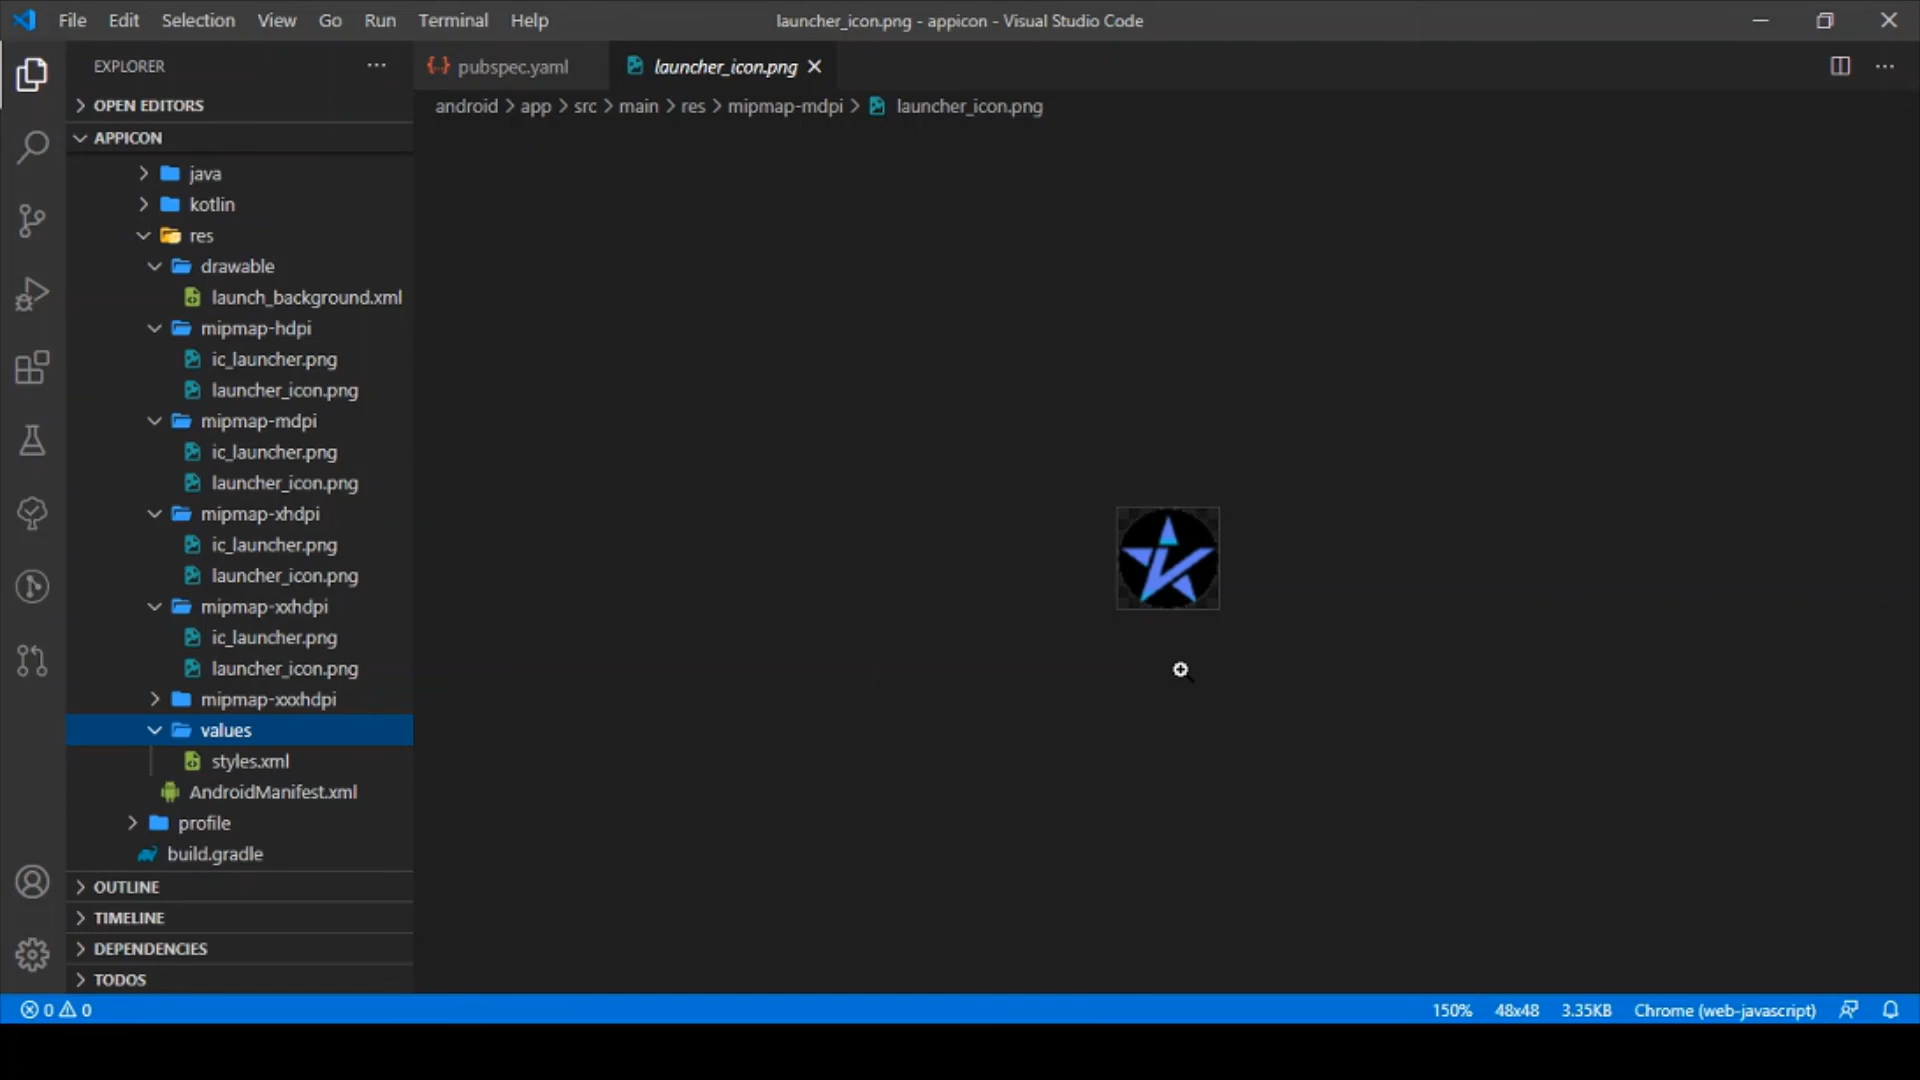 File Edit Selection View Go Run Terminal Help
launcher_icon.png - appicon - Visual Studio Code
EXPLORER
pubspec.yaml
launcher_icon.png
OPEN EDITORS
android > app > src > main > res > mipmap-mdpi > launcher_icon.png
APPICON
java
kotlin
res
drawable
launch_background.xml
mipmap-hdpi
ic_launcher.png
launcher_icon.png
mipmap-mdpi
ic_launcher.png
launcher_icon.png
mipmap-xhdpi
ic_launcher.png
launcher_icon.png
mipmap-xxhdpi
ic_launcher.png
launcher_icon.png
mipmap-xxxhdpi
values
styles.xml
AndroidManifest.xml
profile
build.gradle
OUTLINE
TIMELINE
DEPENDENCIES
TODOS
0 0
150% 48x48 3.35KB Chrome (web-javascript)